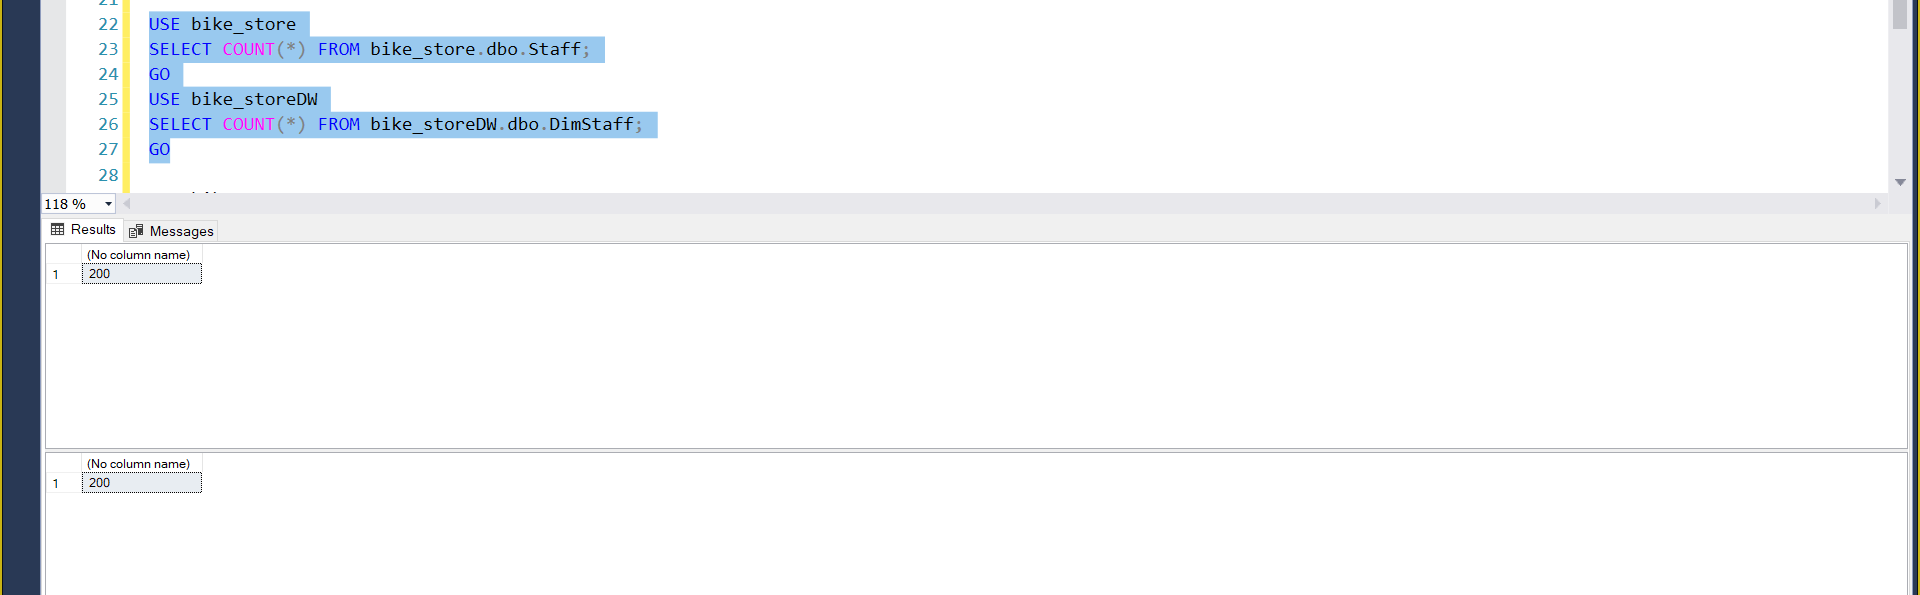 21
22 USE bike_store
23 SELECT COUNT(*) FROM bike_store.dbo.Staff;
24 GO
25 USE bike_storeDW
26 SELECT COUNT(*) FROM bike_storeDW.dbo.DimStaff;
27 GO
28
118 %
Results Messages
(No column name)
1 200
(No column name)
1 200